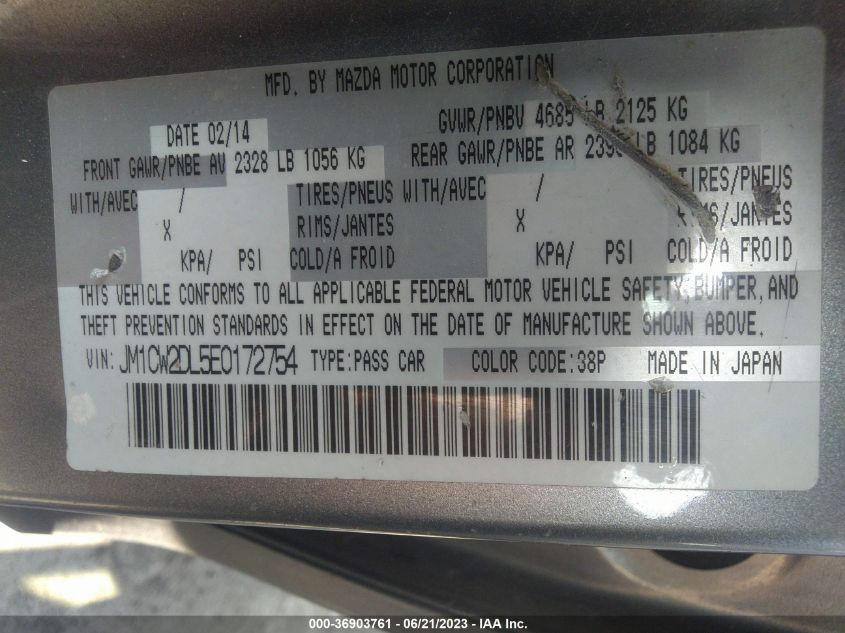 MFD. BY MAZDA MOTOR CORPORATION
DATE 02/14 GVWR/PNBV 4685 LB 2125 KG
FRONT GAWR/PNBE AV 2328 LB 1056 KG REAR GAWR/PNBE AR LB 1084 KG
WITH/AVEC / TIRES/PNEUS WITH/AVEC / TIRES/PNEUS
X RIMS/JANTES X RIMS/JANTES
KPA/ PSI COLD/A FROID KPA/ PSI COLD/A FROID
THIS VEHICLE CONFORMS TO ALL APPLICABLE FEDERAL MOTOR VEHICLE SAFETY, BUMPER, AND
THEFT PREVENTION STANDARDS IN EFFECT ON THE DATE OF MANUFACTURE SHOWN ABOVE.
VIN: JM1CW2DL5E0172754 TYPE:PASS CAR COLOR CODE:38P MADE IN JAPAN
000-36903761 - 06/21/2023 - IAA Inc.